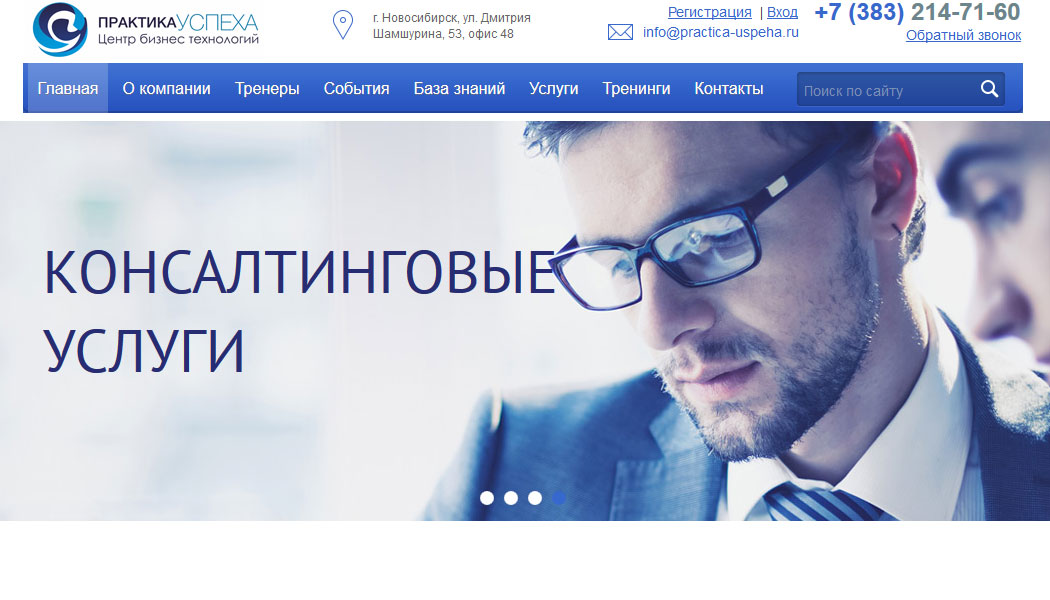 ПРАКТИКАУСПЕХА
Центр бизнес технологий
г. Новосибирск, ул. Дмитрия
Шамшурина, 53, офис 48
Регистрация | Вход
info@practica-uspeha.ru
+7 (383) 214-71-60
Обратный звонок
Главная О компании Тренеры События База знаний Услуги Тренинги Контакты Поиск по сайту
КОНСАЛТИНГОВЫЕ
УСЛУГИ